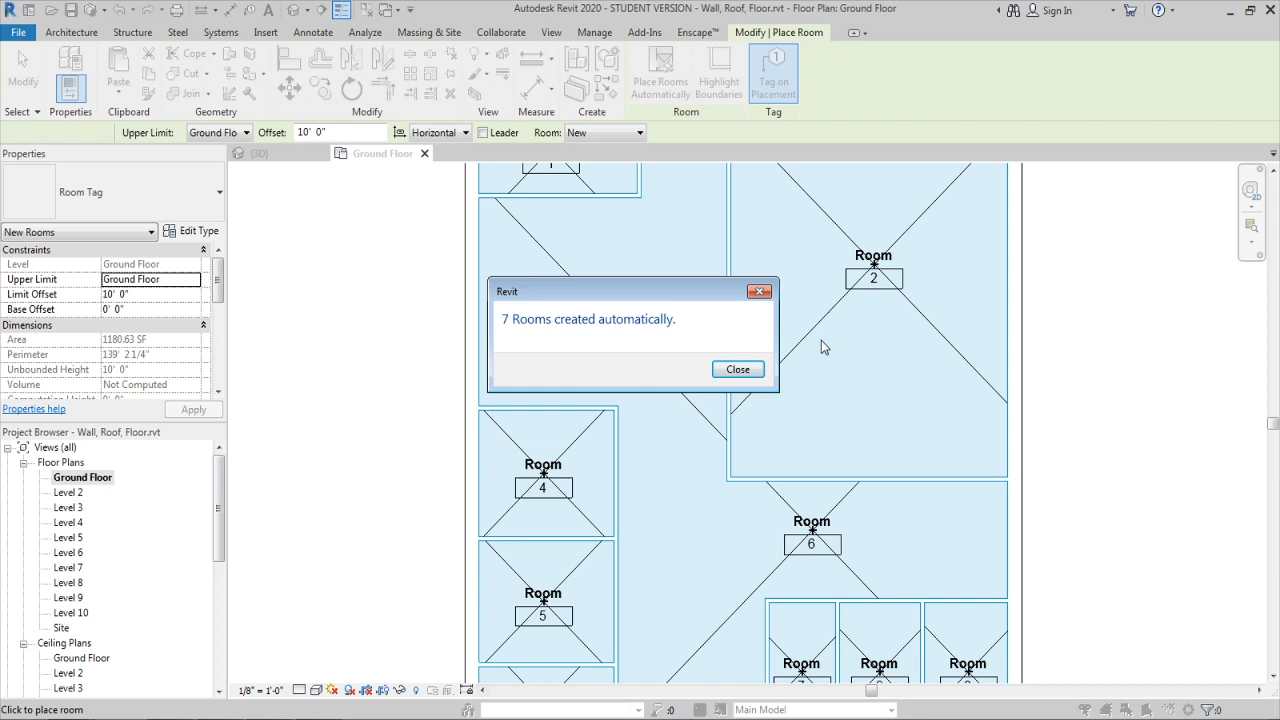 Autodesk Revit 2020 - STUDENT VERSION - Wall, Roof, Floor.rvt - Floor Plan: Ground Floor
Sign In
File Architecture Structure Steel Systems Insert Annotate Analyze Massing & Site Collaborate View Manage Add-Ins Enscape™ Modify | Place Room
Modify
Paste
Cope
Cut
Join
Place Rooms Automatically
Highlight Boundaries
Tag on Placement
Select Properties Clipboard Geometry Modify View Measure Create Room Tag
Upper Limit: Ground Flo Offset: 10' 0" Horizontal Leader Room: New
Properties
{3D}
Ground Floor
Room Tag
New Rooms
Edit Type
Constraints
Level Ground Floor
Upper Limit Ground Floor
Limit Offset 10' 0"
Base Offset 0' 0"
Dimensions
Area 1180.63 SF
Perimeter 139' 2 1/4"
Unbounded Height 10' 0"
Volume Not Computed
Properties help
Apply
Project Browser - Wall, Roof, Floor.rvt
Views (all)
Floor Plans
Ground Floor
Level 2
Level 3
Level 4
Level 5
Level 6
Level 7
Level 8
Level 9
Level 10
Site
Ceiling Plans
Ground Floor
Level 2
Level 3
1
Room
2
Revit
7 Rooms created automatically.
Close
Room
4
Room
6
Room
5
Room
Room
Room
2D
1/8" = 1'-0"
Click to place room
:0
Main Model
:0